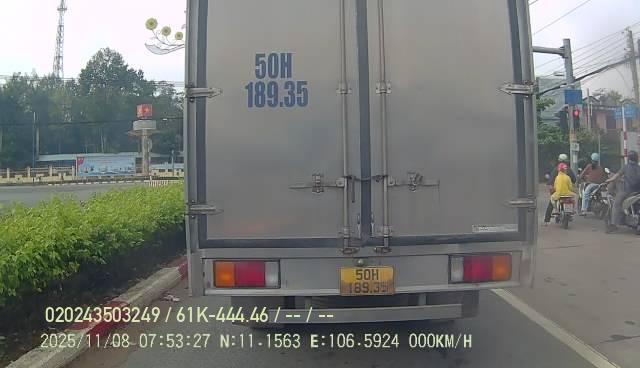 50H
189.35
50H
189.35
020243503249 / 61K-444.46 / -- / --
2025/11/08 07:53:27 N:11.1563 E:106.5924 000KM/H